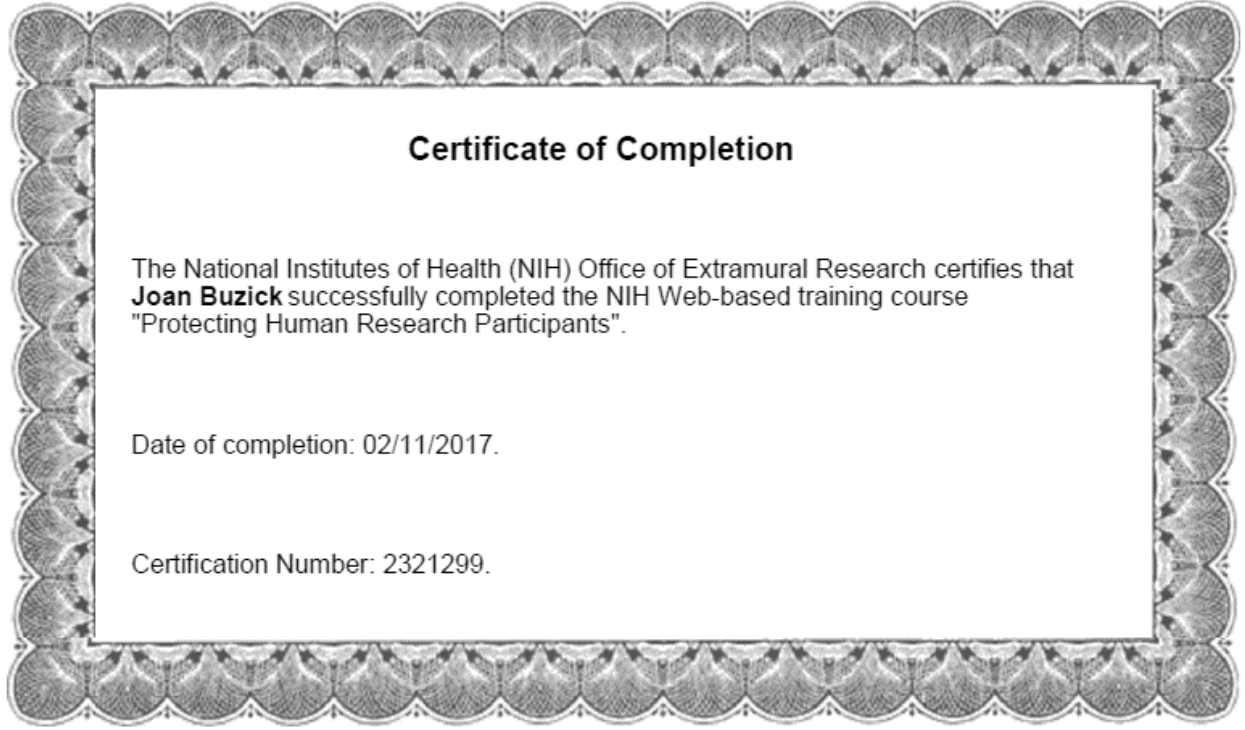 Certificate of Completion
The National Institutes of Health (NIH) Office of Extramural Research certifies that
Joan Buzick successfully completed the NIH Web-based training course
"Protecting Human Research Participants".
Date of completion: 02/11/2017.
Certification Number: 2321299.